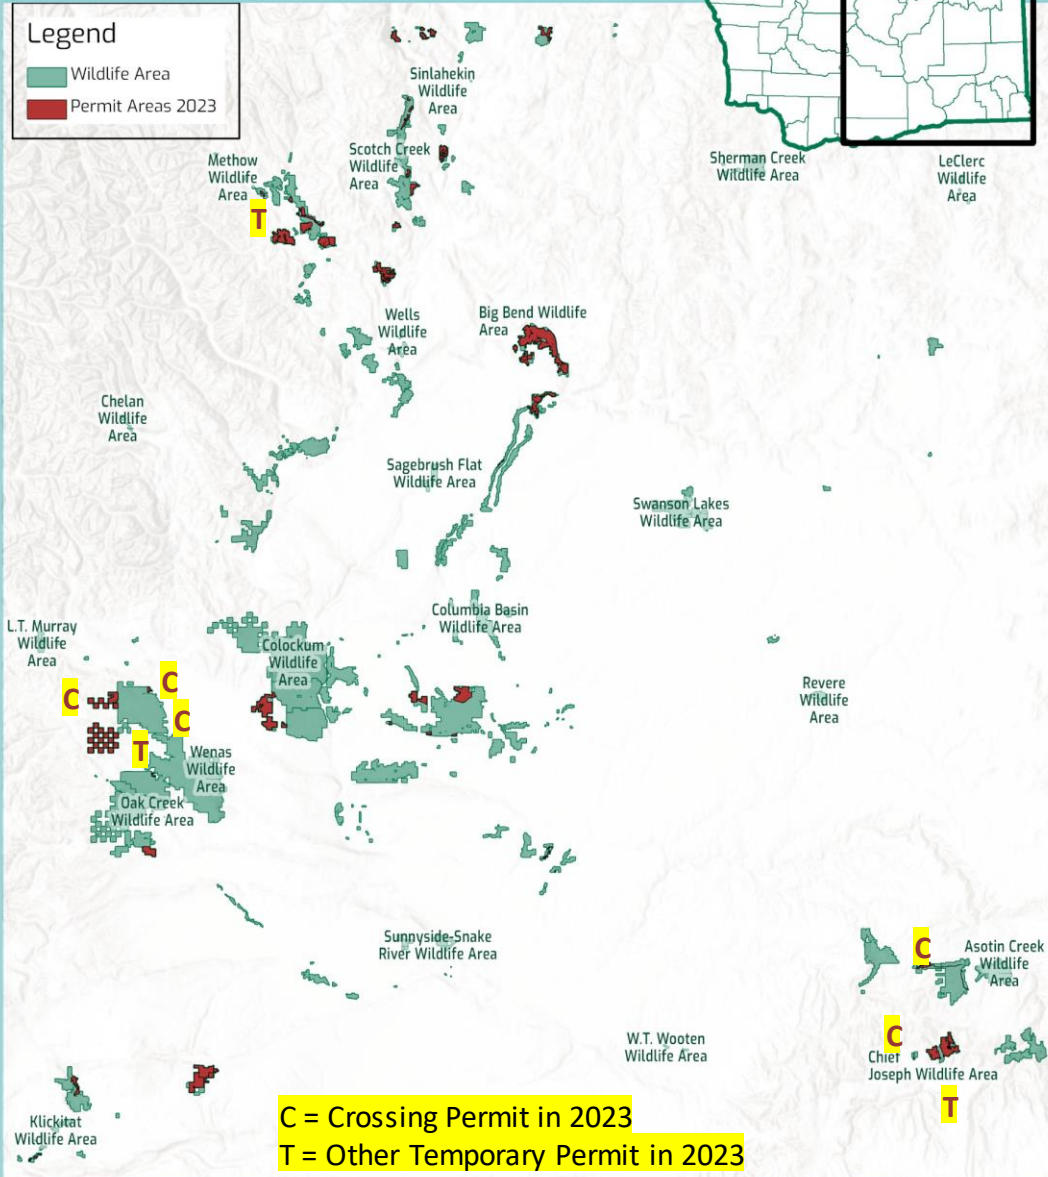 Legend
Wildlife Area
Permit Areas 2023
Sinlahekin
Wildlife
Area
Scotch Creek
Wildlife
Area
Methow
Wildlife
Area
T
Sherman Creek
Wildlife Area
LeClerc
Wildlife
Area
Wells
Wildlife
Area
Big Bend Wildlife
Area
Chelan
Wildlife
Area
Sagebrush Flat
Wildlife Area
Swanson Lakes
Wildlife Area
Columbia Basin
Wildlife Area
L.T. Murray
Wildlife
Area
Colockum
Wildlife
Area
C
C
C
T
Revere
Wildlife
Area
Wenas
Wildlife
Area
Oak Creek
Wildlife Area
Sunnyside-Snake
River Wildlife Area
C
Asotin Creek
Wildlife
Area
W.T. Wooten
Wildlife Area
C
Chief
Joseph Wildlife Area
T
Klickitat
Wildlife Area
C = Crossing Permit in 2023
T = Other Temporary Permit in 2023